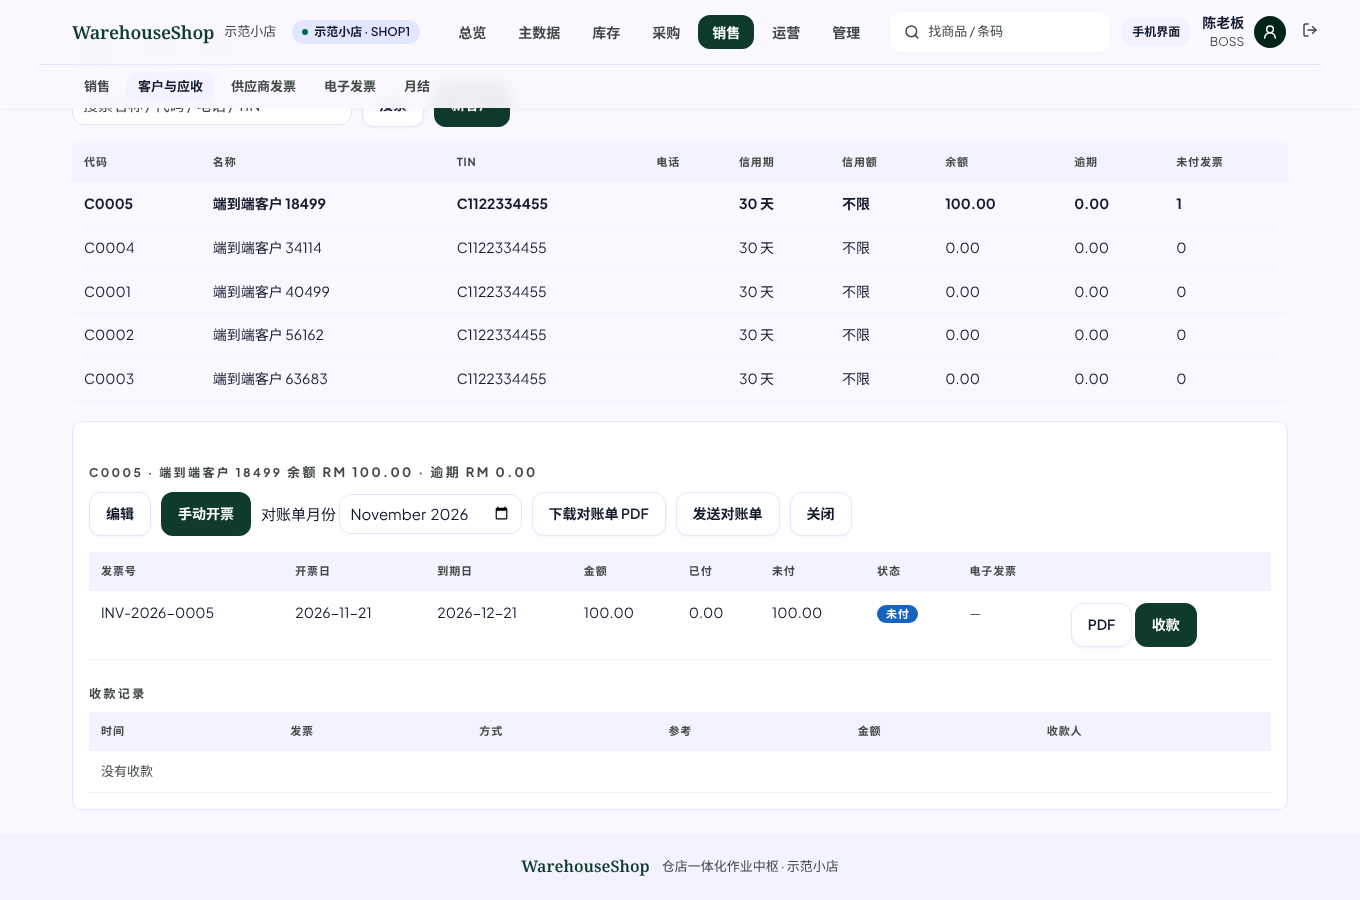 WarehouseShop 示范小店 示范小店 · SHOP1 总览 主数据 库存 采购 销售 运营 管理 找商品 / 条码 手机界面 陈老板 BOSS
销售 客户与应收 供应商发票 电子发票 月结
代码 名称 TIN 电话 信用期 信用额 余额 逾期 未付发票
C0005 端到端客户 18499 C1122334455 30 天 不限 100.00 0.00 1
C0004 端到端客户 34114 C1122334455 30 天 不限 0.00 0.00 0
C0001 端到端客户 40499 C1122334455 30 天 不限 0.00 0.00 0
C0002 端到端客户 56162 C1122334455 30 天 不限 0.00 0.00 0
C0003 端到端客户 63683 C1122334455 30 天 不限 0.00 0.00 0
C0005 · 端到端客户 18499 余额 RM 100.00 · 逾期 RM 0.00
编辑 手动开票 对账单月份 November 2026 下载对账单 PDF 发送对账单 关闭
发票号 开票日 到期日 金额 已付 未付 状态 电子发票
INV-2026-0005 2026-11-21 2026-12-21 100.00 0.00 100.00 未付 — PDF 收款
收款记录
时间 发票 方式 参考 金额 收款人
没有收款
WarehouseShop 仓店一体化作业中枢 · 示范小店